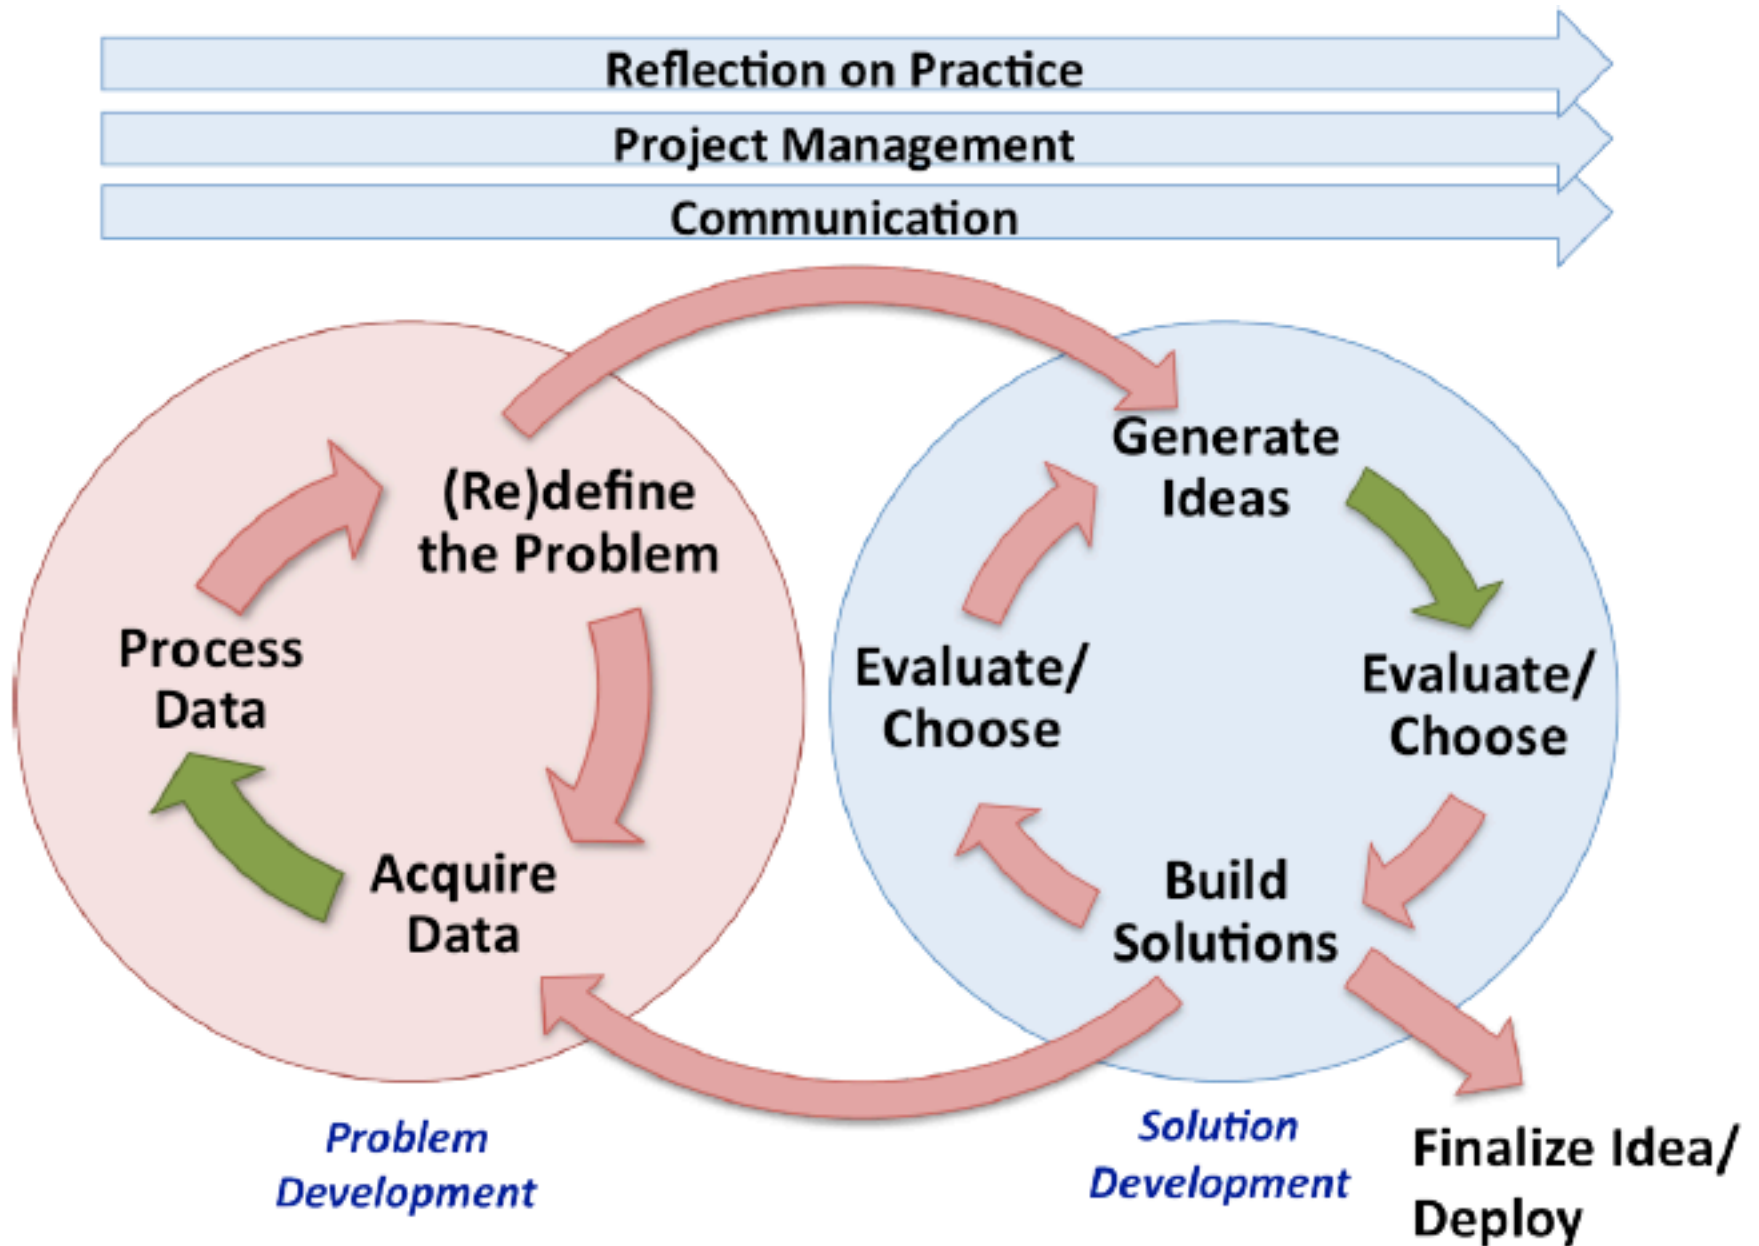 Reflection on Practice
Project Management
Communication
(Re)define
the Problem
Process
Data
Acquire
Data
Generate
Ideas
Evaluate/
Choose
Evaluate/
Choose
Build
Solutions
Problem
Development
Solution
Development
Finalize Idea/
Deploy